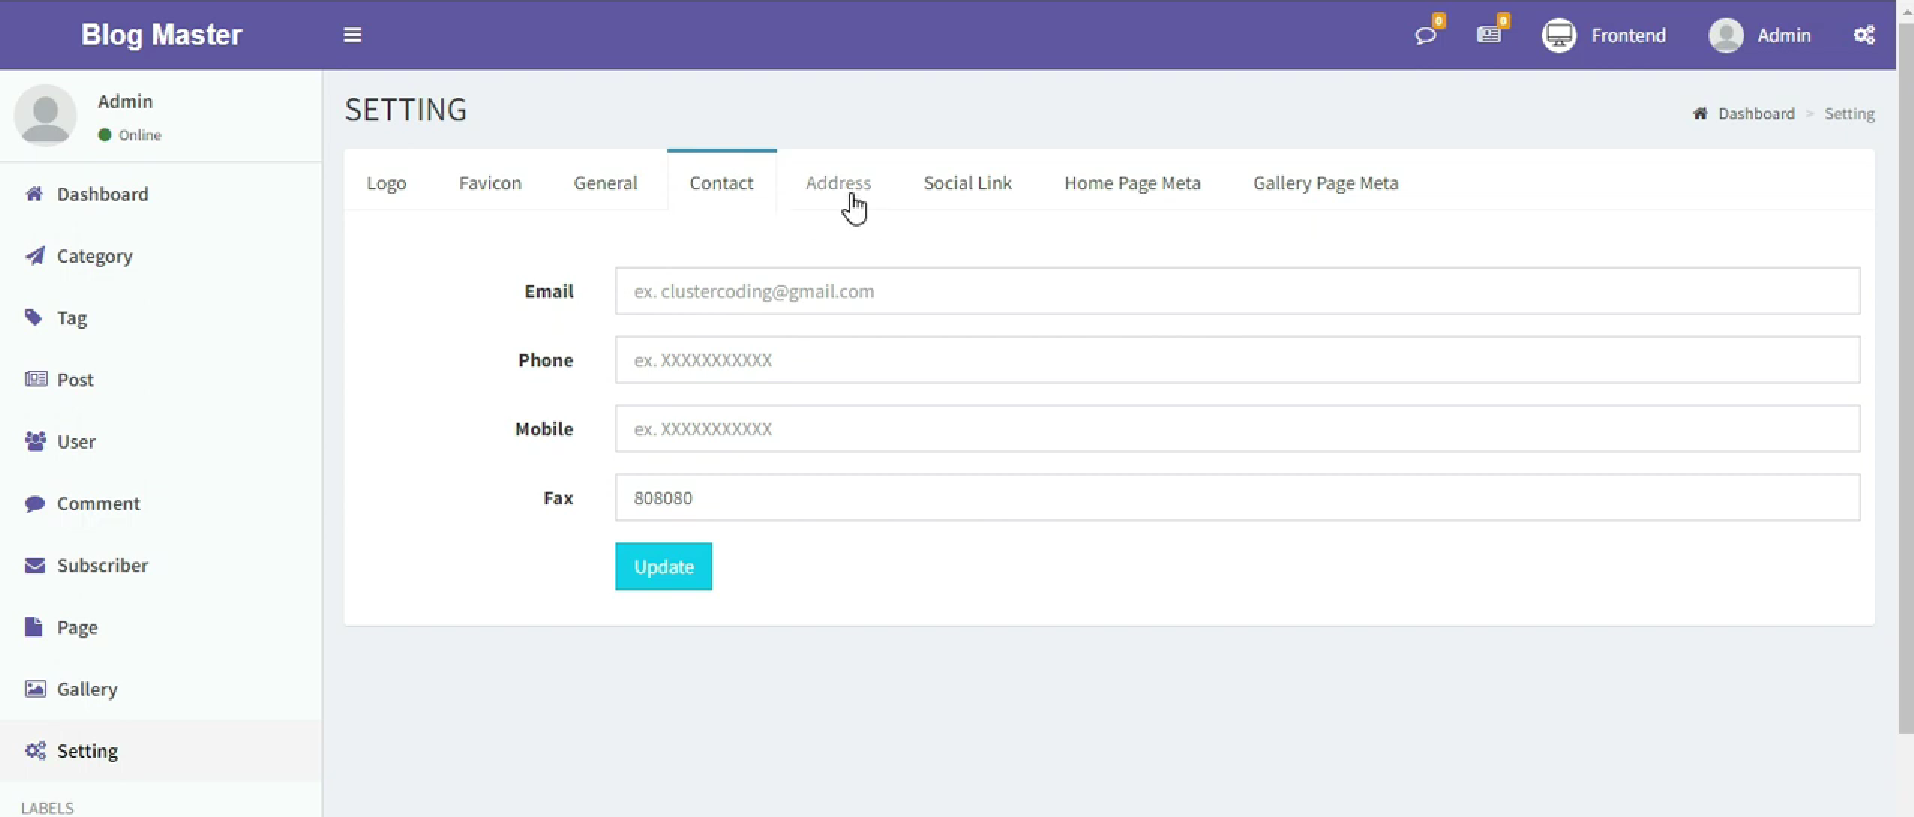 Blog Master
0
0
Frontend
Admin
Admin
Online
SETTING
Dashboard > Setting
Dashboard
Category
Tag
Post
User
Comment
Subscriber
Page
Gallery
Setting
LABELS
Logo Favicon General Contact Address Social Link Home Page Meta Gallery Page Meta
Email ex. clustercoding@gmail.com
Phone ex. XXXXXXXXXXX
Mobile ex. XXXXXXXXXXX
Fax 808080
Update